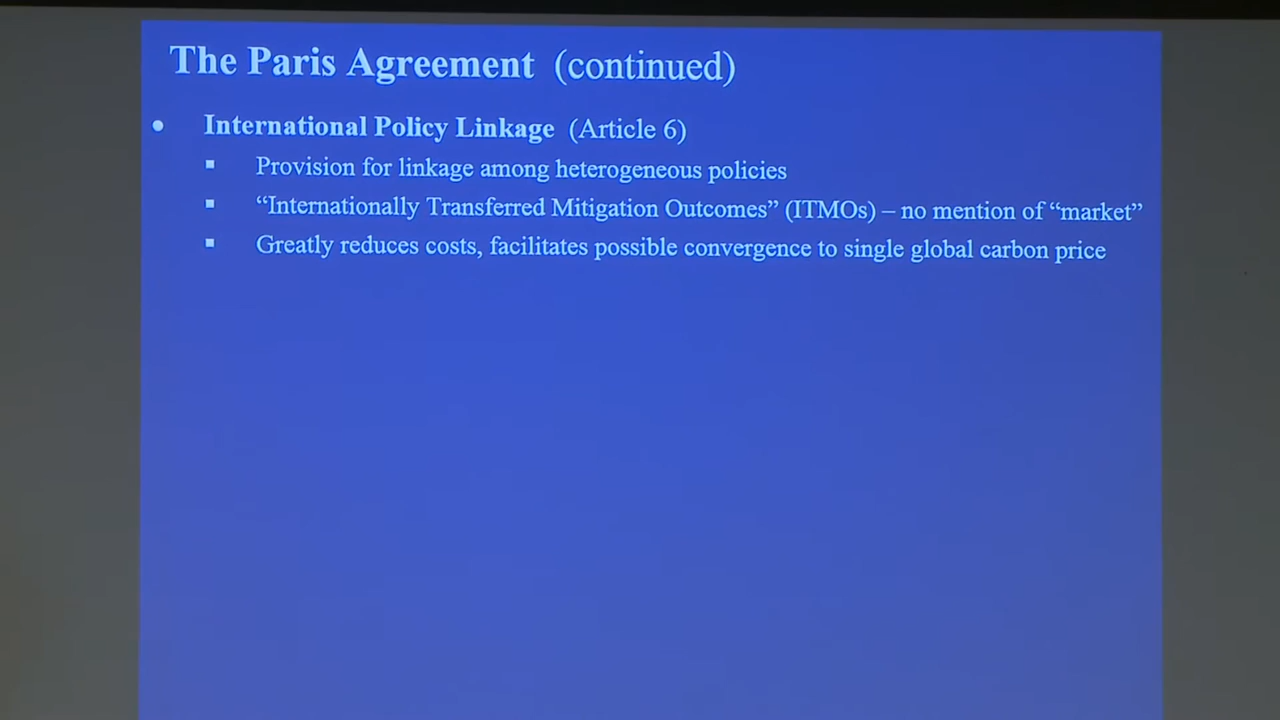 The Paris Agreement (continued)
• International Policy Linkage (Article 6)
▪ Provision for linkage among heterogeneous policies
▪ “Internationally Transferred Mitigation Outcomes” (ITMOs) – no mention of “market”
▪ Greatly reduces costs, facilitates possible convergence to single global carbon price